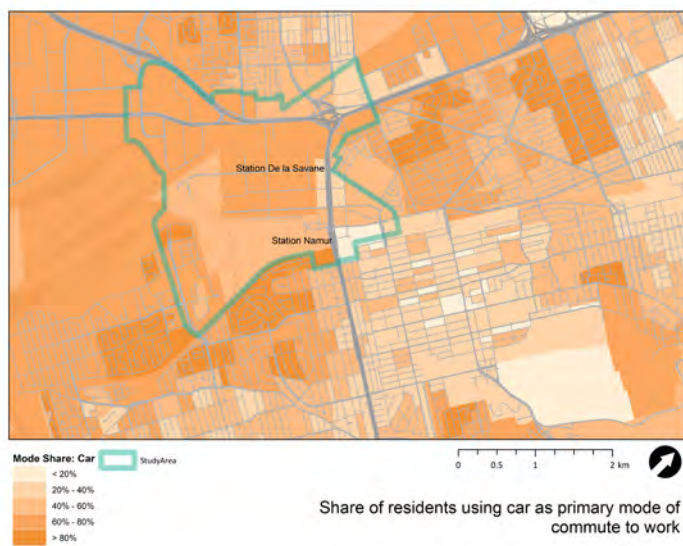 Station De la Savane
Station Namur
Mode Share: Car
StudyArea
< 20%
20% - 40%
40% - 60%
60% - 80%
> 80%
0 0.5 1 2 km
Share of residents using car as primary mode of
commute to work